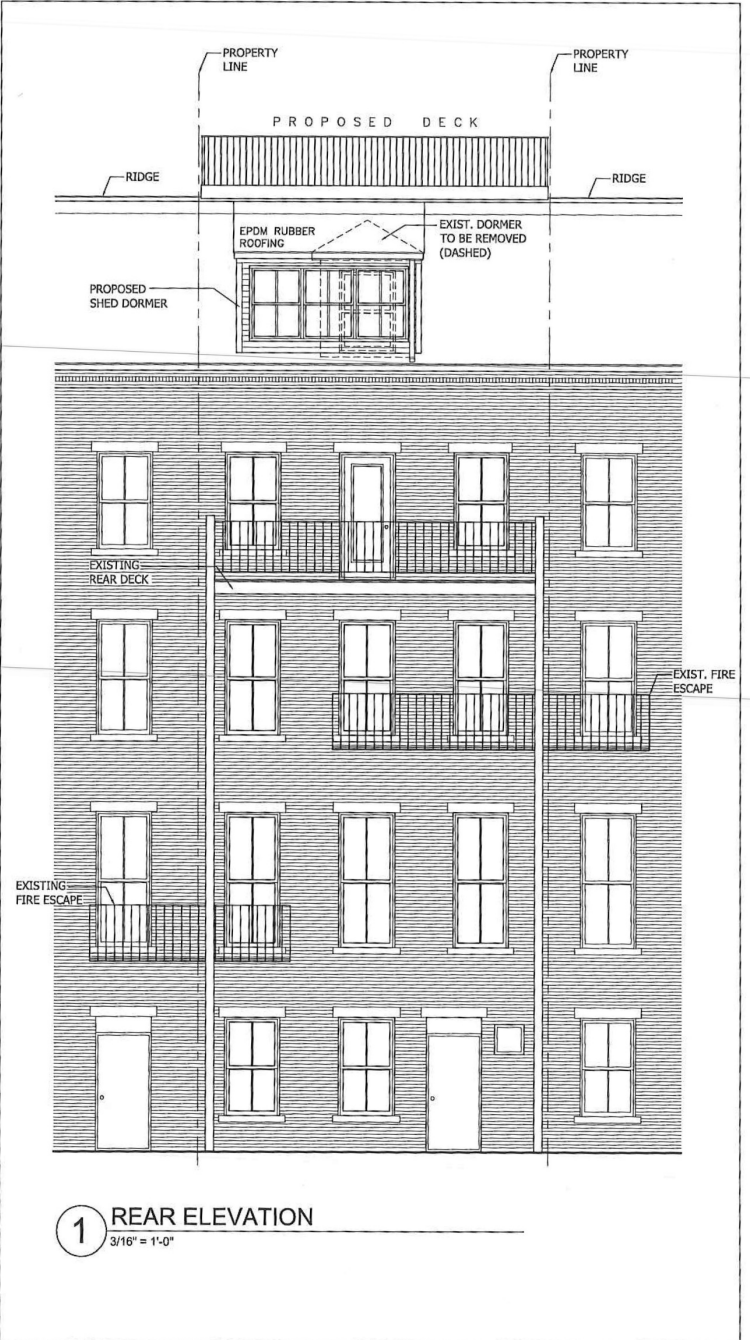 PROPERTY
LINE
PROPERTY
LINE
PROPOSED DECK
RIDGE
RIDGE
EPDM RUBBER
ROOFING
EXIST. DORMER
TO BE REMOVED
(DASHED)
PROPOSED
SHED DORMER
EXISTING
REAR DECK
EXIST. FIRE
ESCAPE
EXISTING
FIRE ESCAPE
1
REAR ELEVATION
3/16" = 1'-0"